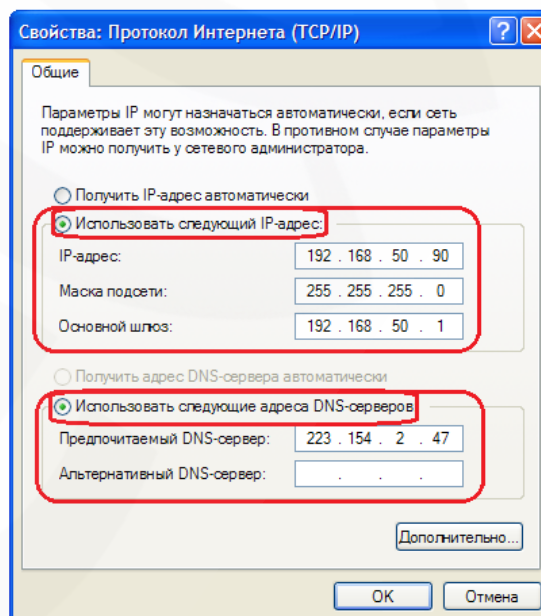 Свойства: Протокол Интернета (TCP/IP)
Общие
Параметры IP могут назначаться автоматически, если сеть
поддерживает эту возможность. В противном случае параметры
IP можно получить у сетевого администратора.
Получить IP-адрес автоматически
Использовать следующий IP-адрес:
IP-адрес: 192 . 168 . 50 . 90
Маска подсети: 255 . 255 . 255 . 0
Основной шлюз: 192 . 168 . 50 . 1
Получить адрес DNS-сервера автоматически
Использовать следующие адреса DNS-серверов
Предпочитаемый DNS-сервер: 223 . 154 . 2 . 47
Альтернативный DNS-сервер: . . .
Дополнительно...
OK Отмена